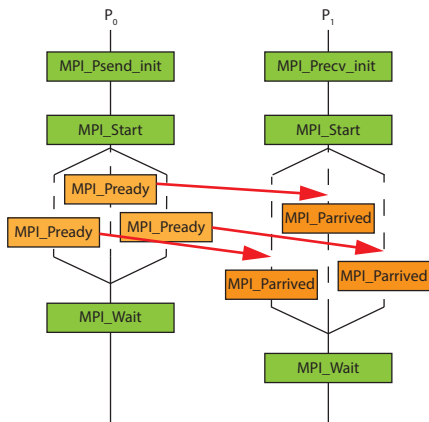 P0 P1
MPI_Psend_init MPI_Precv_init
MPI_Start MPI_Start
MPI_Pready
MPI_Parrived
MPI_Pready MPI_Pready
MPI_Parrived MPI_Parrived
MPI_Wait
MPI_Wait